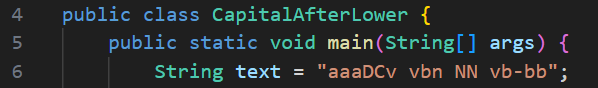 4 public class CapitalAfterLower {
5 public static void main(String[] args) {
6 String text = "aaaDCv vbn NN vb-bb";